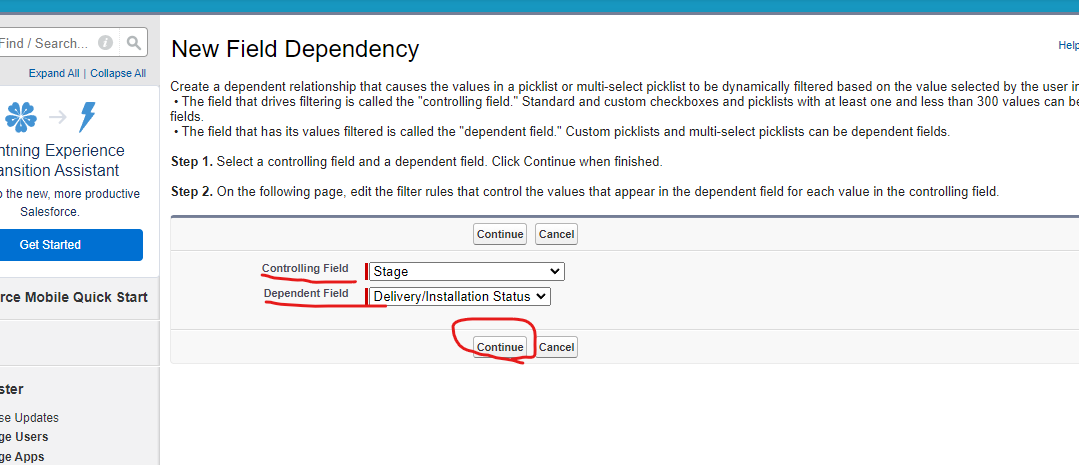 Find / Search...
Expand All | Collapse All
New Field Dependency
Help
Create a dependent relationship that causes the values in a picklist or multi-select picklist to be dynamically filtered based on the value selected by the user in
• The field that drives filtering is called the "controlling field." Standard and custom checkboxes and picklists with at least one and less than 300 values can be
fields.
• The field that has its values filtered is called the "dependent field." Custom picklists and multi-select picklists can be dependent fields.
Step 1. Select a controlling field and a dependent field. Click Continue when finished.
Step 2. On the following page, edit the filter rules that control the values that appear in the dependent field for each value in the controlling field.
Continue Cancel
Controlling Field Stage
Dependent Field Delivery/Installation Status
Continue Cancel
htning Experience
ansition Assistant
o the new, more productive
Salesforce.
Get Started
rce Mobile Quick Start
ster
se Updates
ge Users
ge Apps